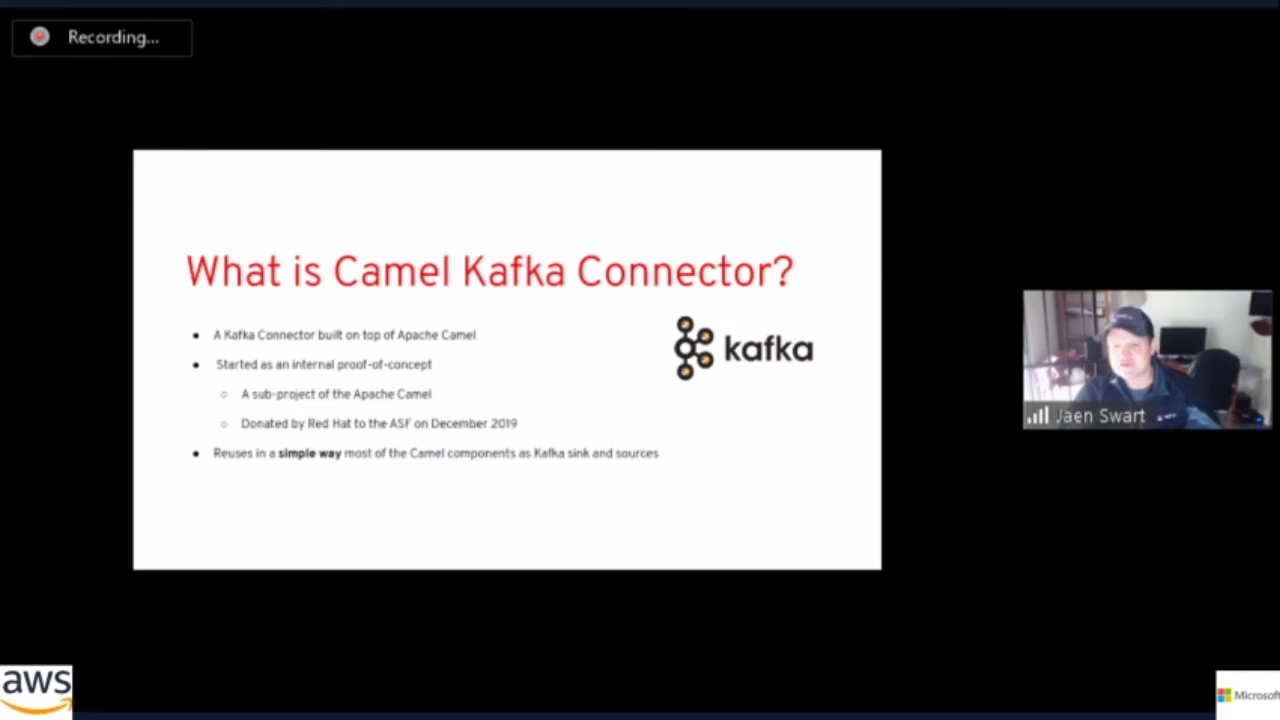 Recording...
What is Camel Kafka Connector?
● A Kafka Connector built on top of Apache Camel
● Started as an internal proof-of-concept
○ A sub-project of the Apache Camel
○ Donated by Red Hat to the ASF on December 2019
● Reuses in a simple way most of the Camel components as Kafka sink and sources
kafka
Jaen Swart
aws
Microsoft